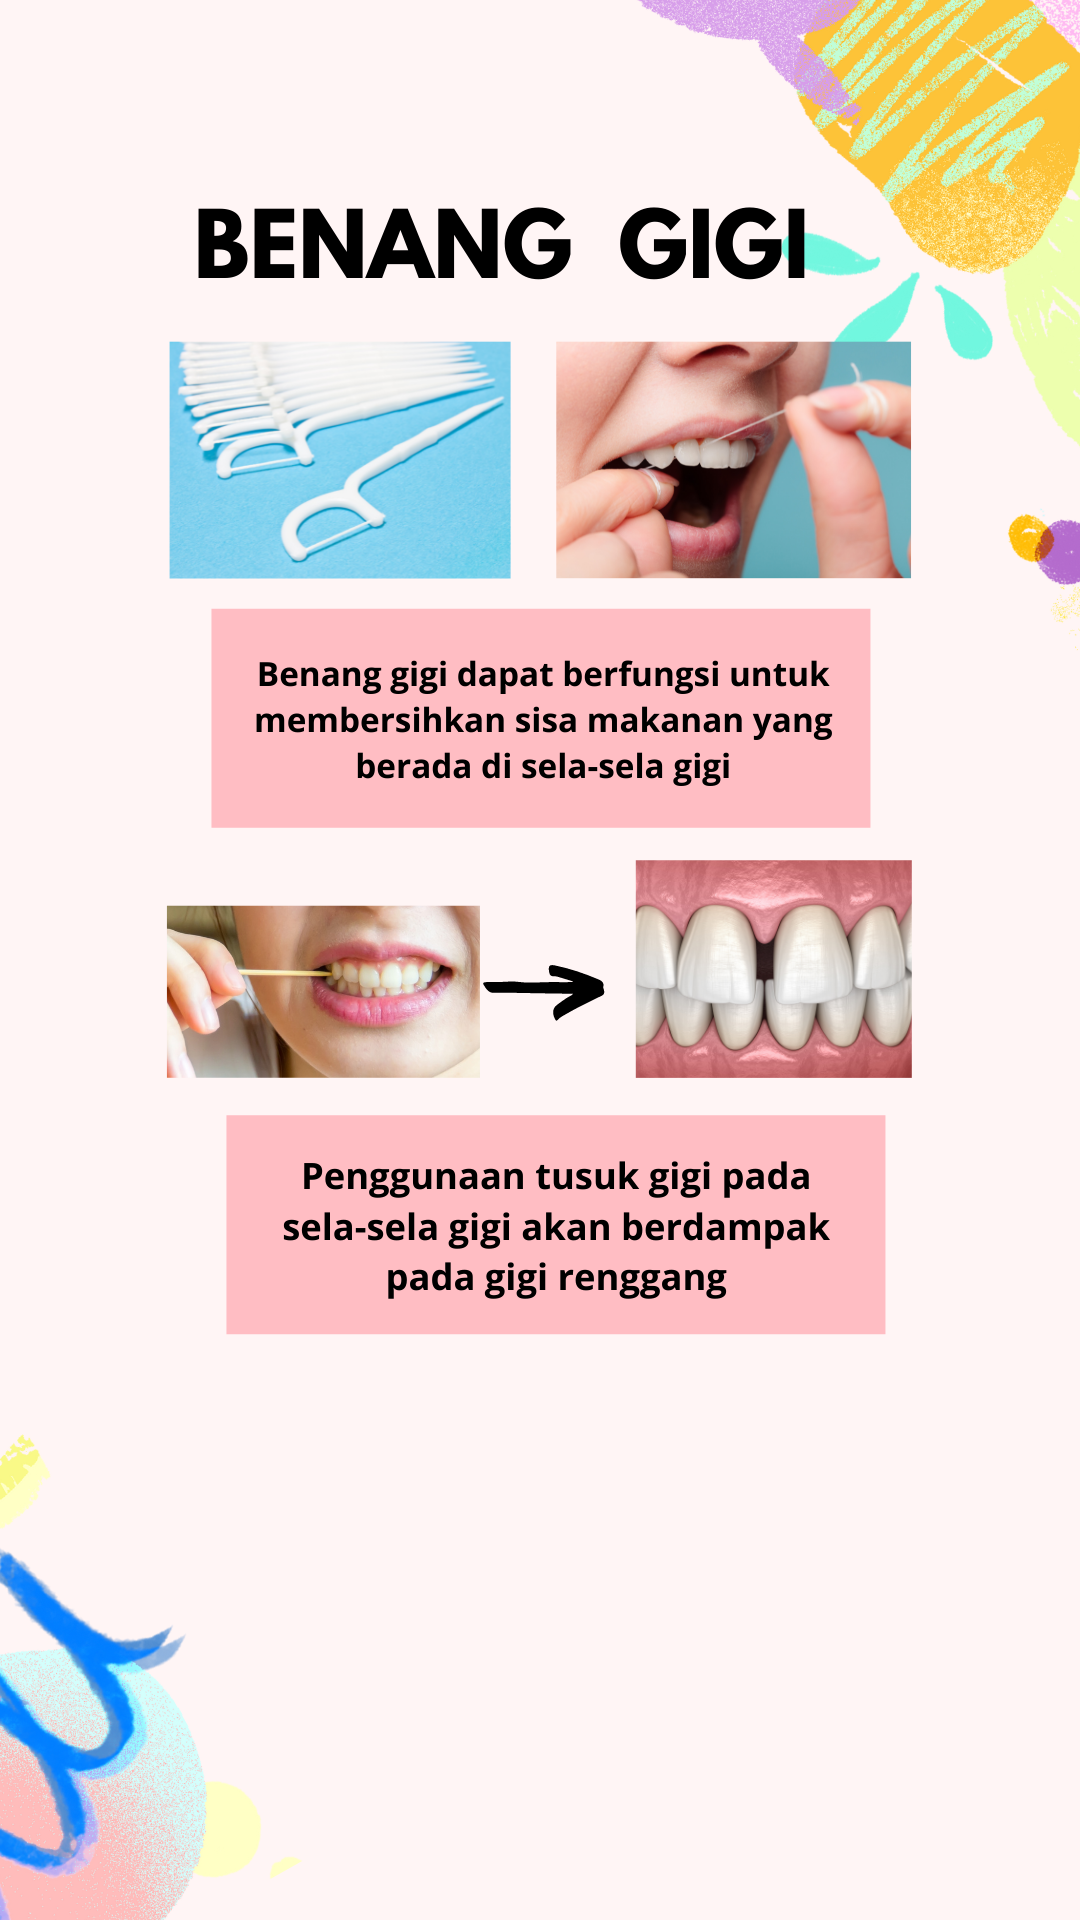 BENANG GIGI
Benang gigi dapat berfungsi untuk
membersihkan sisa makanan yang
berada di sela-sela gigi
Penggunaan tusuk gigi pada
sela-sela gigi akan berdampak
pada gigi renggang